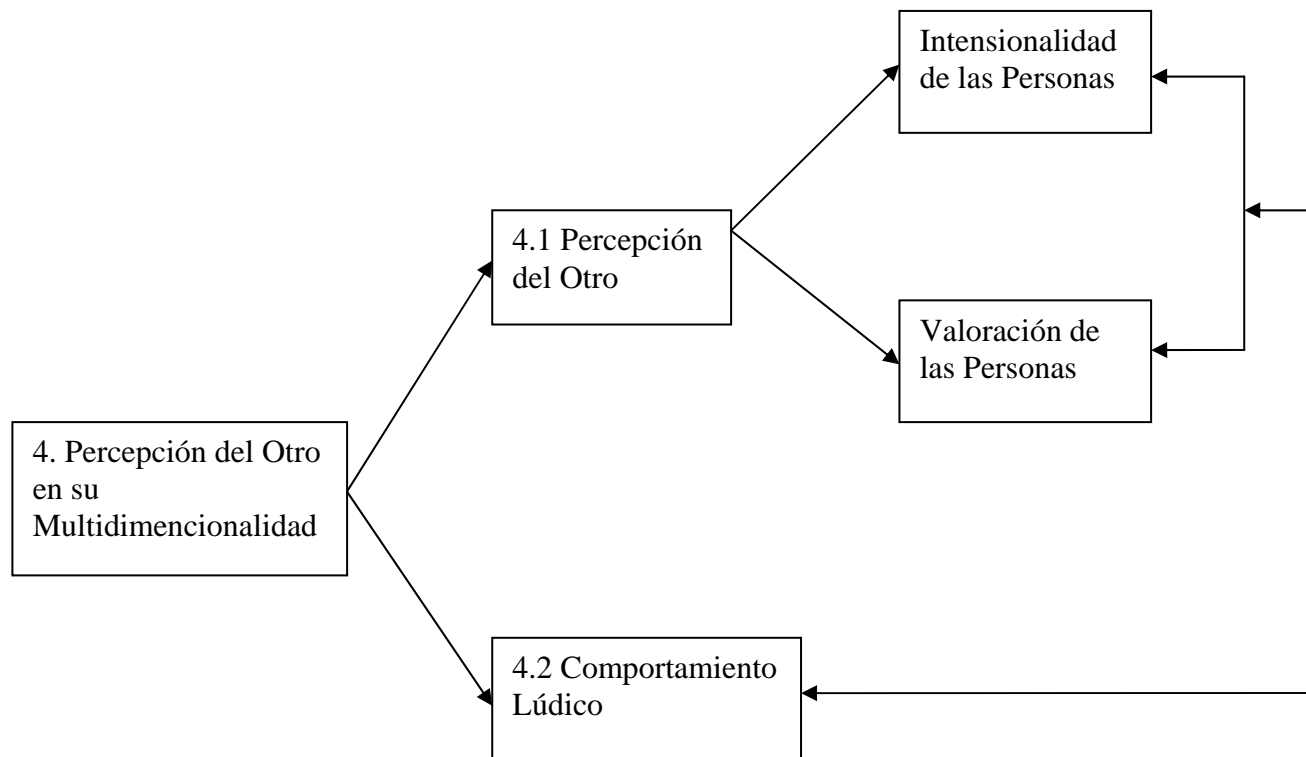 Intensionalidad
de las Personas
4.1 Percepción
del Otro
Valoración de
las Personas
4. Percepción del Otro
en su
Multidimencionalidad
4.2 Comportamiento
Lúdico